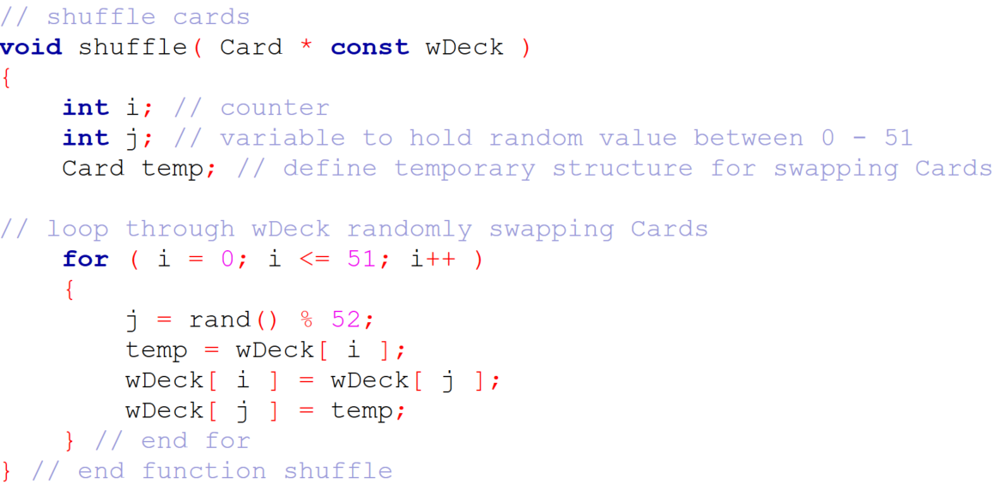 // shuffle cards
void shuffle( Card * const wDeck )
{
    int i; // counter
    int j; // variable to hold random value between 0 - 51
    Card temp; // define temporary structure for swapping Cards

// loop through wDeck randomly swapping Cards
    for ( i = 0; i <= 51; i++ )
    {
        j = rand() % 52;
        temp = wDeck[ i ];
        wDeck[ i ] = wDeck[ j ];
        wDeck[ j ] = temp;
    } // end for
} // end function shuffle